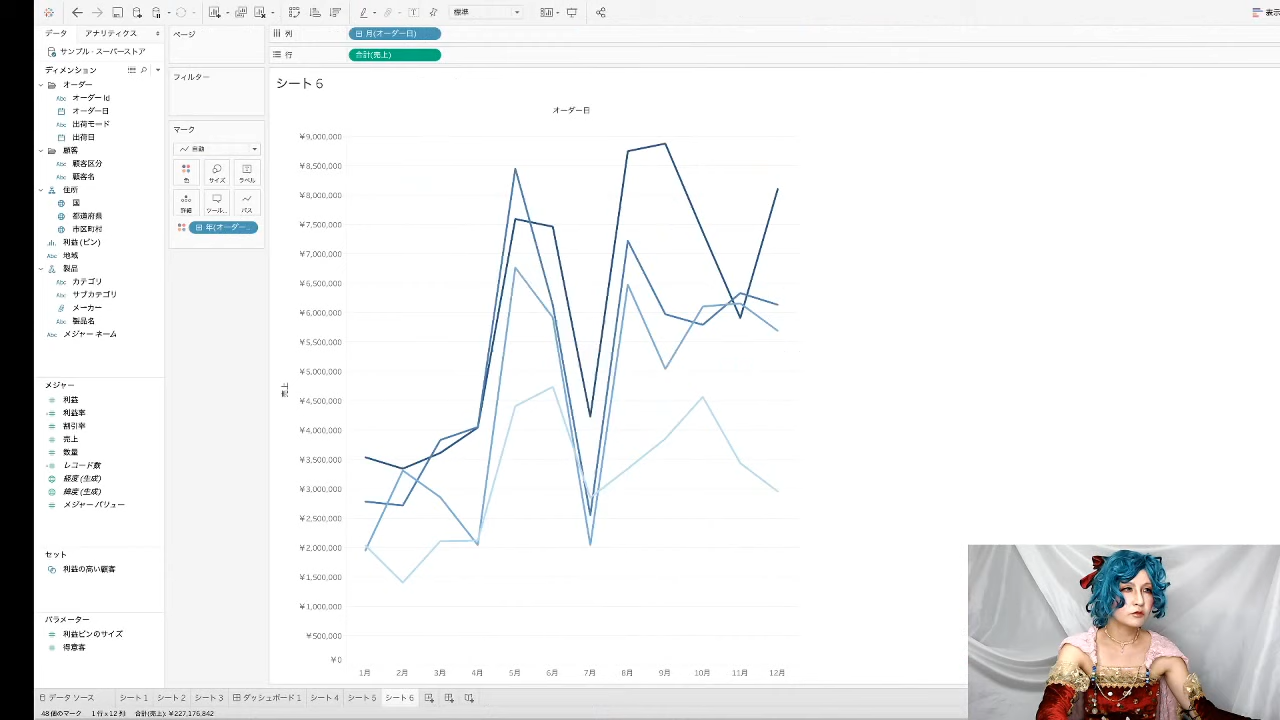 標準
表示
データ
アナリティクス
サンプル - スーパーストア
ディメンション
オーダー
Abc オーダー Id
オーダー日
Abc 出荷モード
出荷日
顧客
Abc 顧客区分
Abc 顧客名
住所
国
都道府県
市区町村
利益 (ビン)
Abc 地域
製品
Abc カテゴリ
Abc サブカテゴリ
メーカー
Abc 製品名
Abc メジャー ネーム
メジャー
利益
利益率
割引率
売上
数量
レコード数
経度 (生成)
緯度 (生成)
メジャー バリュー
セット
利益の高い顧客
パラメーター
利益ビンのサイズ
得意客
ページ
フィルター
マーク
自動
色
サイズ
ラベル
詳細
ツール...
パス
年(オーダー...
列
月(オーダー日)
行
合計(売上)
シート 6
オーダー日
売上
¥9,000,000
¥8,500,000
¥8,000,000
¥7,500,000
¥7,000,000
¥6,500,000
¥6,000,000
¥5,500,000
¥5,000,000
¥4,500,000
¥4,000,000
¥3,500,000
¥3,000,000
¥2,500,000
¥2,000,000
¥1,500,000
¥1,000,000
¥500,000
¥0
1月 2月 3月 4月 5月 6月 7月 8月 9月 10月 11月 12月
データ ソース シート 1 シート 2 シート 3 ダッシュボード 1 シート 4 シート 5 シート 6
48 個のマーク 1 行 x 12 列 合計(売上): ¥227,176,842